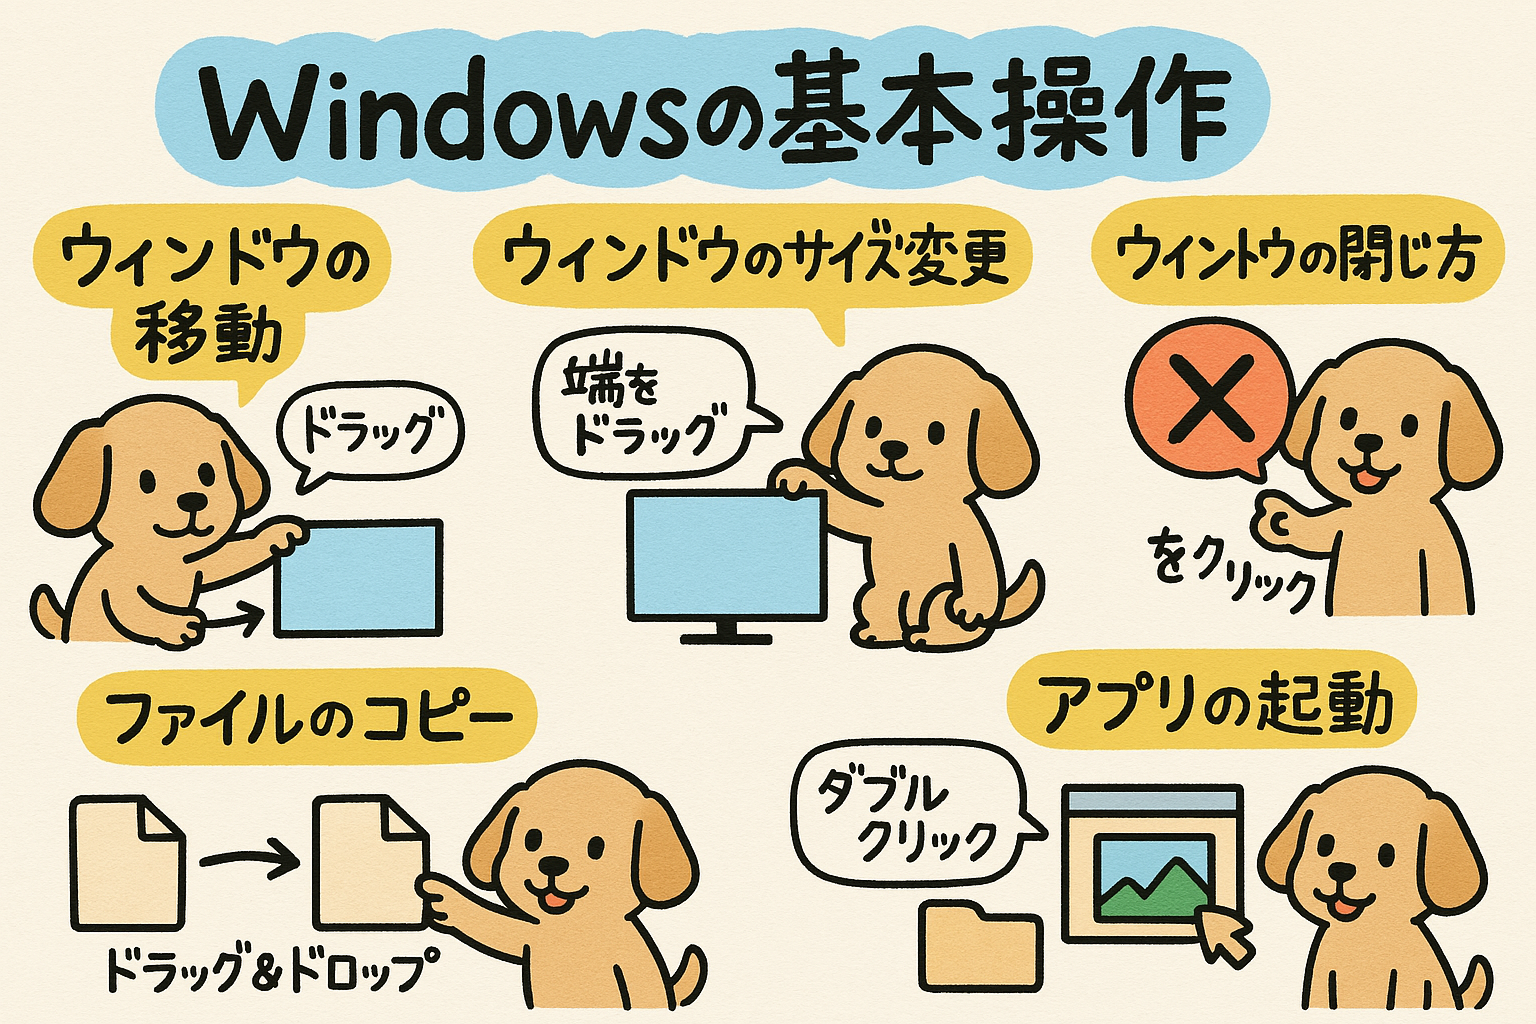 Windowsの基本操作
ウィンドウの
移動
ドラッグ
ウィンドウのサイズ変更
端を
ドラッグ
ウイントウの閉じ方
をクリック
ファイルのコピー
ドラッグ&ドロップ
アプリの起動
ダブル
クリック